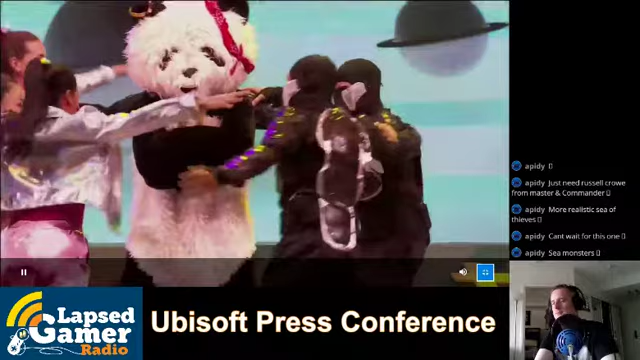 apidy
apidy Just need russell crowe
from master & Commander
apidy More realistic sea of
thieves
apidy Cant wait for this one
apidy Sea monsters
Lapsed
Gamer
Radio
Ubisoft Press Conference